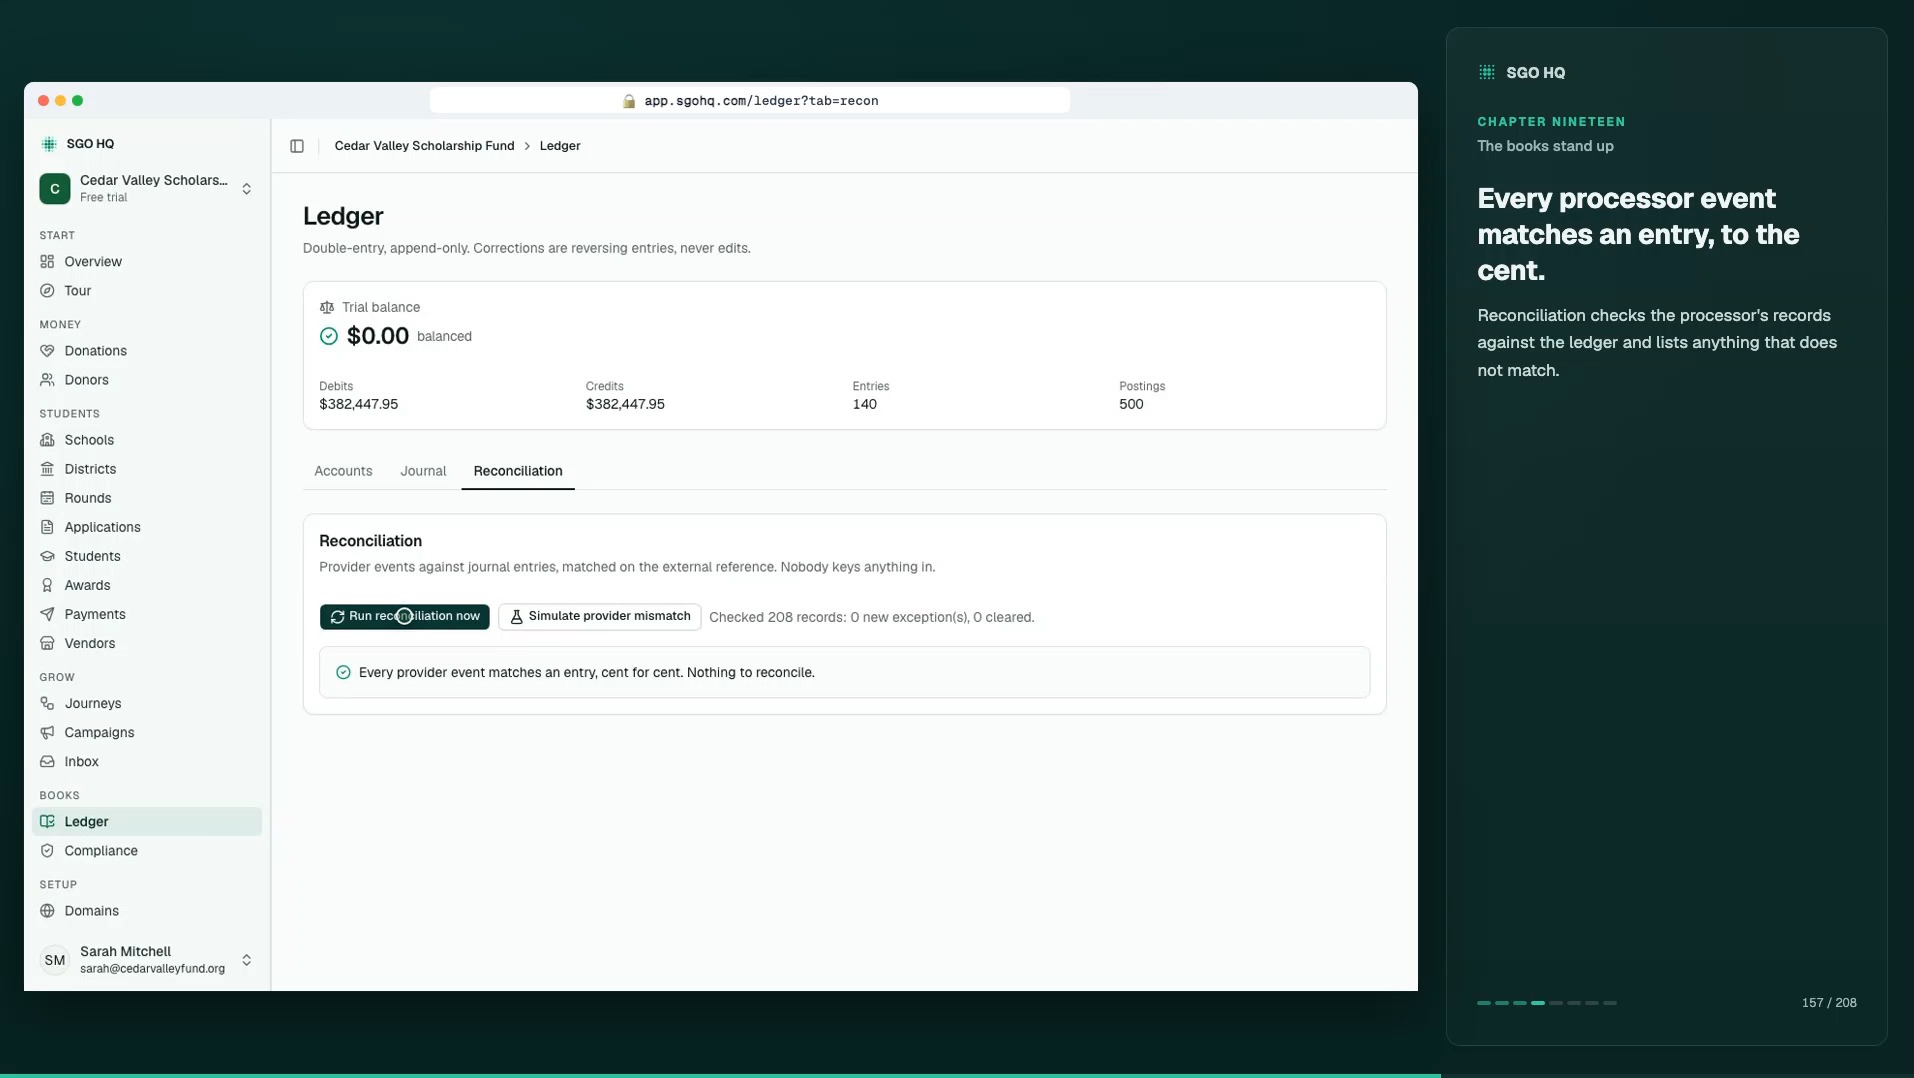 app.sgohq.com/ledger?tab=recon
SGO HQ
C
Cedar Valley Scholars...
Free trial
START
Overview
Tour
MONEY
Donations
Donors
STUDENTS
Schools
Districts
Rounds
Applications
Students
Awards
Payments
Vendors
GROW
Journeys
Campaigns
Inbox
BOOKS
Ledger
Compliance
SETUP
Domains
SM
Sarah Mitchell
sarah@cedarvalleyfund.org
Cedar Valley Scholarship Fund > Ledger
Ledger
Double-entry, append-only. Corrections are reversing entries, never edits.
Trial balance
$0.00 balanced
Debits Credits Entries Postings
$382,447.95 $382,447.95 140 500
Accounts Journal Reconciliation
Reconciliation
Provider events against journal entries, matched on the external reference. Nobody keys anything in.
Run reconciliation now Simulate provider mismatch Checked 208 records: 0 new exception(s), 0 cleared.
Every provider event matches an entry, cent for cent. Nothing to reconcile.
SGO HQ
CHAPTER NINETEEN
The books stand up
Every processor event
matches an entry, to the
cent.
Reconciliation checks the processor's records
against the ledger and lists anything that does
not match.
157 / 208